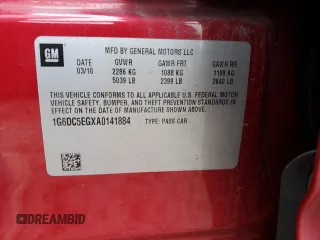 GM
MFD BY GENERAL MOTORS LLC
DATE GVWR GAWR FRT GAWR RR
03/10 2286 KG 1088 KG 1198 KG
5039 LB 2399 LB 2640 LB
THIS VEHICLE CONFORMS TO ALL APPLICABLE U.S. FEDERAL MOTOR
VEHICLE SAFETY, BUMPER, AND THEFT PREVENTION STANDARDS IN
EFFECT ON THE DATE OF MANUFACTURE SHOWN ABOVE.
1G6DC5EGXA0141884 TYPE: PASS CAR
© DREAMBID.COM